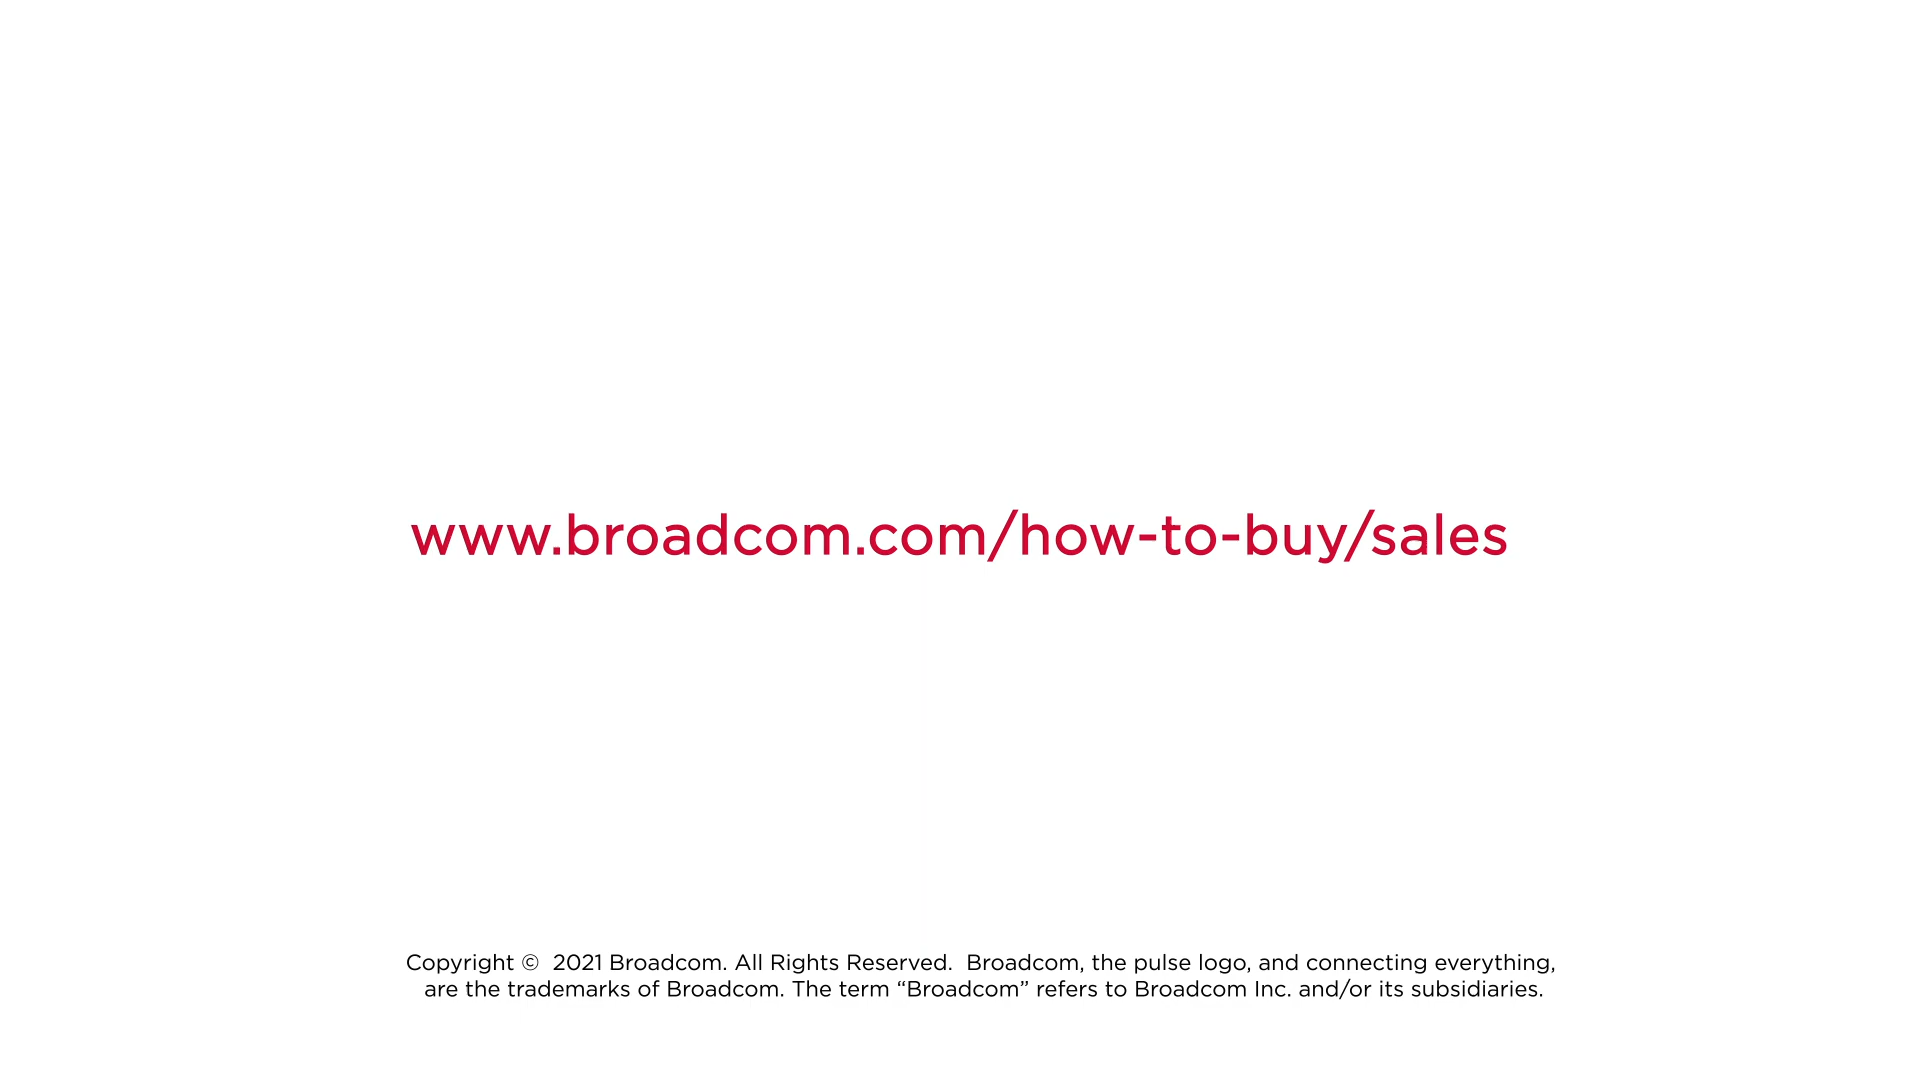 www.broadcom.com/how-to-buy/sales
Copyright ©  2021 Broadcom. All Rights Reserved.  Broadcom, the pulse logo, and connecting everything,
are the trademarks of Broadcom. The term “Broadcom” refers to Broadcom Inc. and/or its subsidiaries.